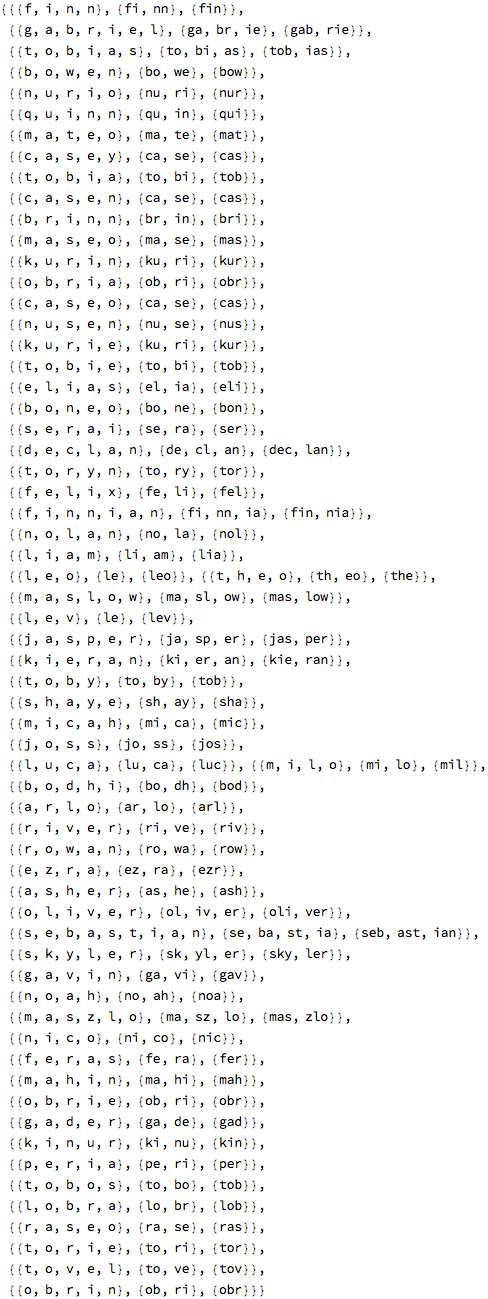 {{{f, i, n, n}, {fi, nn}, {fin}},
{{g, a, b, r, i, e, l}, {ga, br, ie}, {gab, rie}},
{{t, o, b, i, a, s}, {to, bi, as}, {tob, ias}},
{{b, o, w, e, n}, {bo, we}, {bow}},
{{n, u, r, i, o}, {nu, ri}, {nur}},
{{q, u, i, n, n}, {qu, in}, {qui}},
{{m, a, t, e, o}, {ma, te}, {mat}},
{{c, a, s, e, y}, {ca, se}, {cas}},
{{t, o, b, i, a}, {to, bi}, {tob}},
{{c, a, s, e, n}, {ca, se}, {cas}},
{{b, r, i, n, n}, {br, in}, {bri}},
{{m, a, s, e, o}, {ma, se}, {mas}},
{{k, u, r, i, n}, {ku, ri}, {kur}},
{{o, b, r, i, a}, {ob, ri}, {obr}},
{{c, a, s, e, o}, {ca, se}, {cas}},
{{n, u, s, e, n}, {nu, se}, {nus}},
{{k, u, r, i, e}, {ku, ri}, {kur}},
{{t, o, b, i, e}, {to, bi}, {tob}},
{{e, l, i, a, s}, {el, ia}, {eli}},
{{b, o, n, e, o}, {bo, ne}, {bon}},
{{s, e, r, a, i}, {se, ra}, {ser}},
{{d, e, c, l, a, n}, {de, cl, an}, {dec, lan}},
{{t, o, r, y, n}, {to, ry}, {tor}},
{{f, e, l, i, x}, {fe, li}, {fel}},
{{f, i, n, n, i, a, n}, {fi, nn, ia}, {fin, nia}},
{{n, o, l, a, n}, {no, la}, {nol}},
{{l, i, a, m}, {li, am}, {lia}},
{{l, e, o}, {le}, {leo}}, {{t, h, e, o}, {th, eo}, {the}},
{{m, a, s, l, o, w}, {ma, sl, ow}, {mas, low}},
{{l, e, v}, {le}, {lev}},
{{j, a, s, p, e, r}, {ja, sp, er}, {jas, per}},
{{k, i, e, r, a, n}, {ki, er, an}, {kie, ran}},
{{t, o, b, y}, {to, by}, {tob}},
{{s, h, a, y, e}, {sh, ay}, {sha}},
{{m, i, c, a, h}, {mi, ca}, {mic}},
{{j, o, s, s}, {jo, ss}, {jos}},
{{l, u, c, a}, {lu, ca}, {luc}}, {{m, i, l, o}, {mi, lo}, {mil}},
{{b, o, d, h, i}, {bo, dh}, {bod}},
{{a, r, l, o}, {ar, lo}, {arl}},
{{r, i, v, e, r}, {ri, ve}, {riv}},
{{r, o, w, a, n}, {ro, wa}, {row}},
{{e, z, r, a}, {ez, ra}, {ezr}},
{{a, s, h, e, r}, {as, he}, {ash}},
{{o, l, i, v, e, r}, {ol, iv, er}, {oli, ver}},
{{s, e, b, a, s, t, i, a, n}, {se, ba, st, ia}, {seb, ast, ian}},
{{s, k, y, l, e, r}, {sk, yl, er}, {sky, ler}},
{{g, a, v, i, n}, {ga, vi}, {gav}},
{{n, o, a, h}, {no, ah}, {noa}},
{{m, a, s, z, l, o}, {ma, sz, lo}, {mas, zlo}},
{{n, i, c, o}, {ni, co}, {nic}},
{{f, e, r, a, s}, {fe, ra}, {fer}},
{{m, a, h, i, n}, {ma, hi}, {mah}},
{{o, b, r, i, e}, {ob, ri}, {obr}},
{{g, a, d, e, r}, {ga, de}, {gad}},
{{k, i, n, u, r}, {ki, nu}, {kin}},
{{p, e, r, i, a}, {pe, ri}, {per}},
{{t, o, b, o, s}, {to, bo}, {tob}},
{{l, o, b, r, a}, {lo, br}, {lob}},
{{r, a, s, e, o}, {ra, se}, {ras}},
{{t, o, r, i, e}, {to, ri}, {tor}},
{{t, o, v, e, l}, {to, ve}, {tov}},
{{o, b, r, i, n}, {ob, ri}, {obr}}}